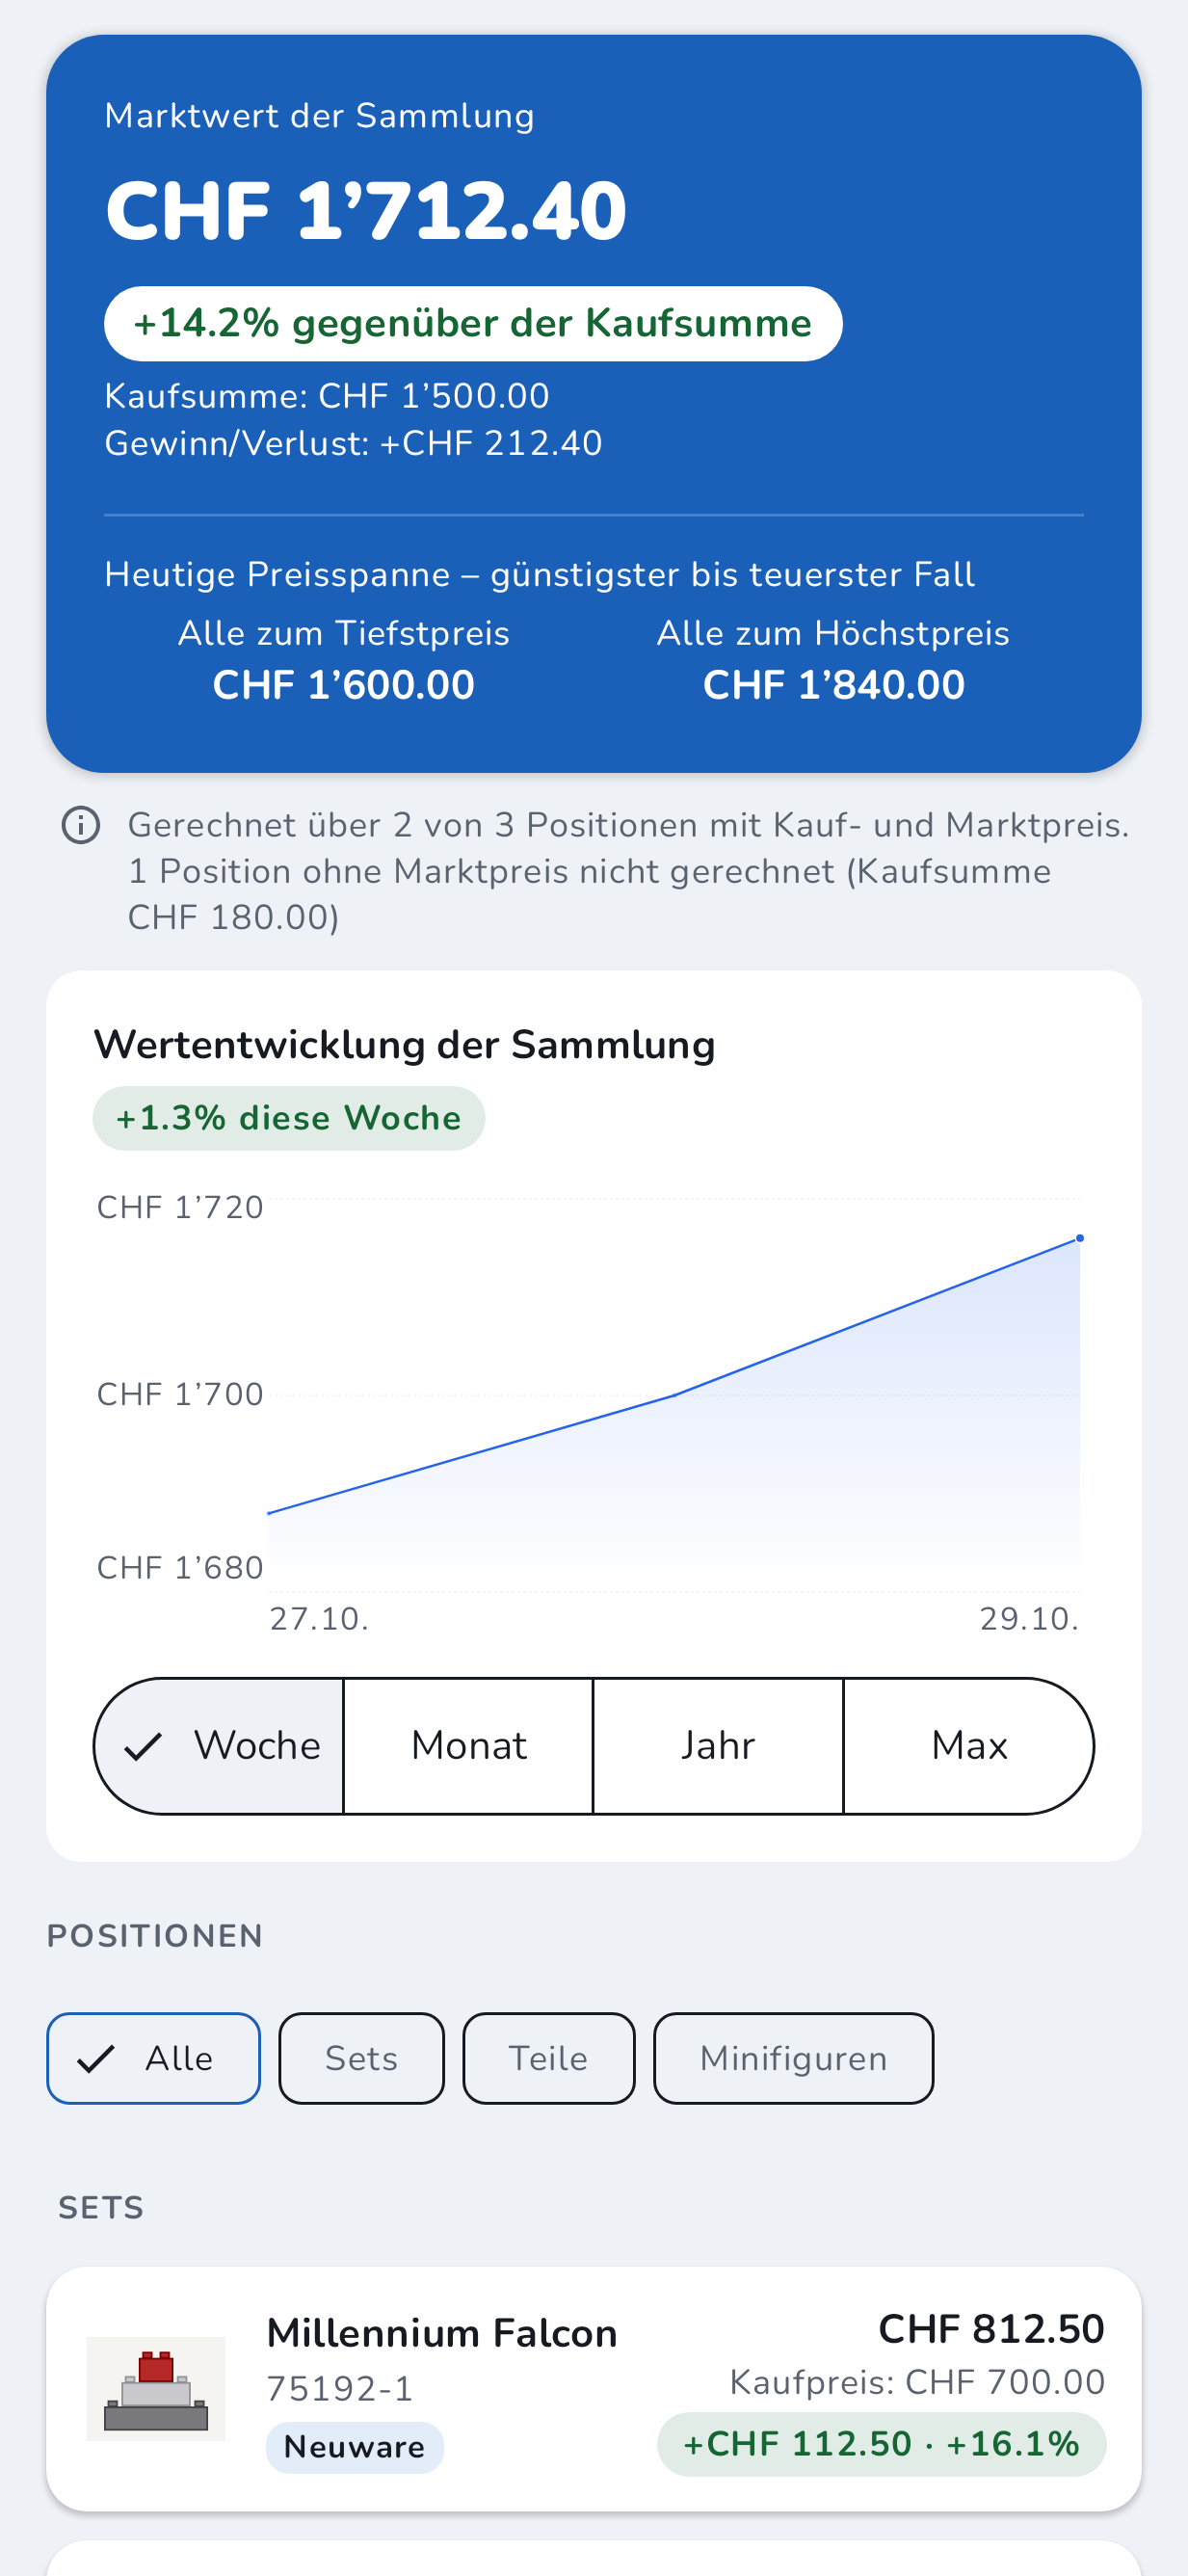 Marktwert der Sammlung
CHF 1’712.40
+14.2% gegenüber der Kaufsumme
Kaufsumme: CHF 1’500.00
Gewinn/Verlust: +CHF 212.40
Heutige Preisspanne – günstigster bis teuerster Fall
Alle zum Tiefstpreis
CHF 1’600.00
Alle zum Höchstpreis
CHF 1’840.00
Gerechnet über 2 von 3 Positionen mit Kauf- und Marktpreis.
1 Position ohne Marktpreis nicht gerechnet (Kaufsumme
CHF 180.00)
Wertentwicklung der Sammlung
+1.3% diese Woche
CHF 1’720
CHF 1’700
CHF 1’680
27.10.
29.10.
Woche
Monat
Jahr
Max
POSITIONEN
Alle
Sets
Teile
Minifiguren
SETS
Millennium Falcon
75192-1
Neuware
CHF 812.50
Kaufpreis: CHF 700.00
+CHF 112.50 · +16.1%